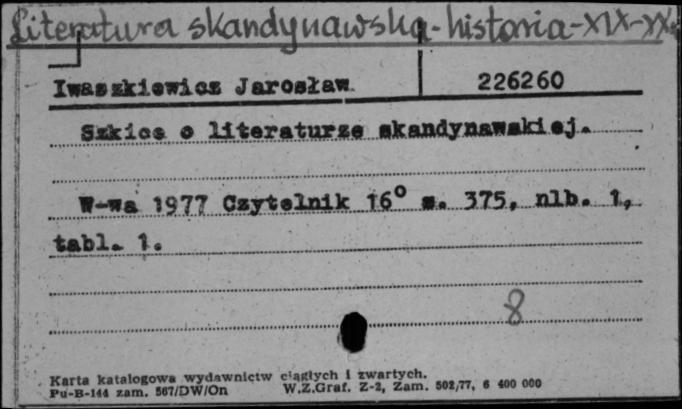 Literatura skandynawska - historia - XIX-XX w.
Iwaszkiewicz Jarosław. 226260
Szkice o literaturze skandynawskiej.
W-wa 1977 Czytelnik 16° s. 375, nlb. 1,
tabl. 1.
8
Karta katalogowa wydawnictw ciągłych i zwartych.
Pu-B-144 zam. 567/DW/On W.Z.Graf. Z-2, Zam. 502/77, 6 400 000